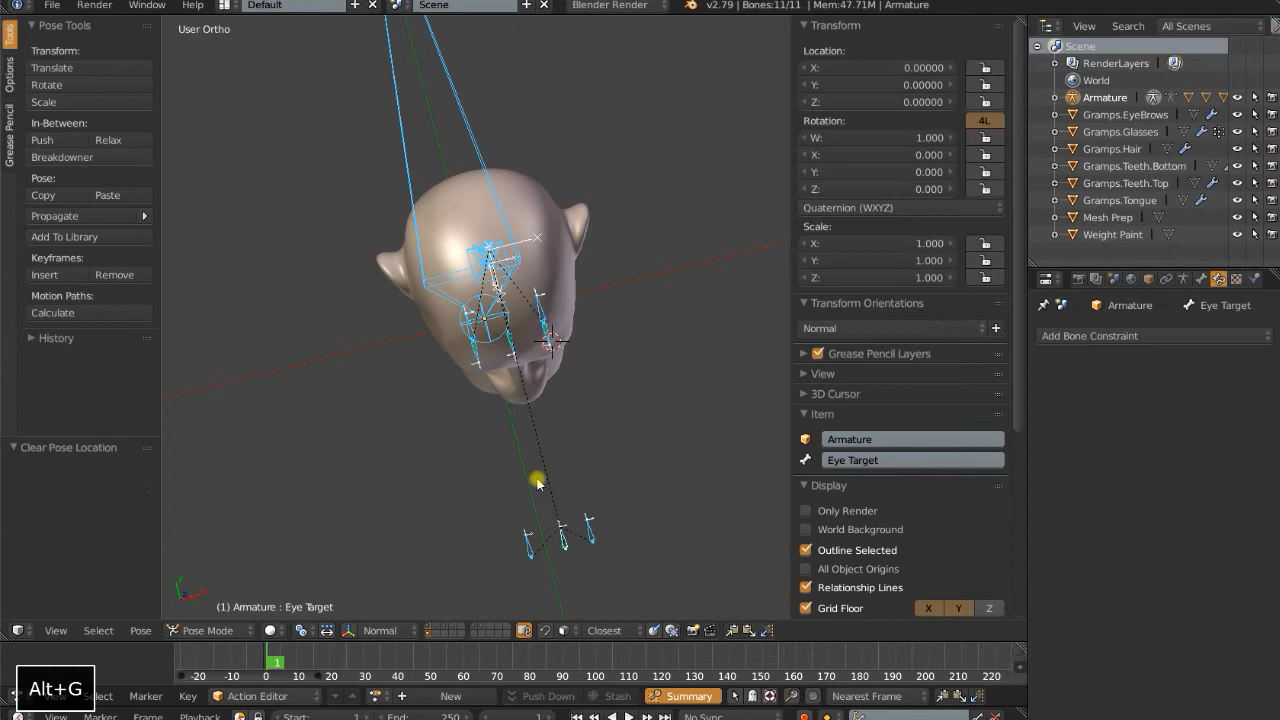 File Render Window Help Default Scene Blender Render v2.79 | Bones:11/11 | Mem:47.71M | Armature
Tools
Options
Grease Pencil
Pose Tools
Transform:
Translate
Rotate
Scale
In-Between:
Push Relax
Breakdowner
Pose:
Copy Paste
Propagate
Add To Library
Keyframes:
Insert Remove
Motion Paths:
Calculate
History
Clear Pose Location
User Ortho
(1) Armature : Eye Target
Transform
Location:
X: 0.00000
Y: 0.00000
Z: 0.00000
Rotation: 4L
W: 1.000
X: 0.000
Y: 0.000
Z: 0.000
Quaternion (WXYZ)
Scale:
X: 1.000
Y: 1.000
Z: 1.000
Transform Orientations
Normal
Grease Pencil Layers
View
3D Cursor
Item
Armature
Eye Target
Display
Only Render
World Background
Outline Selected
All Object Origins
Relationship Lines
Grid Floor X Y Z
View Search All Scenes
Scene
RenderLayers
World
Armature
Gramps.EyeBrows
Gramps.Glasses
Gramps.Hair
Gramps.Teeth.Bottom
Gramps.Teeth.Top
Gramps.Tongue
Mesh Prep
Weight Paint
Armature Eye Target
Add Bone Constraint
View Select Pose Pose Mode Normal Closest
1
-20 -10 0 10 20 30 40 50 60 70 80 90 100 110 120 130 140 150 160 170 180 190 200 210 220
Select Marker Key Action Editor New Push Down Stash Summary Nearest Frame
View Marker Frame Playback Start: 1 End: 250 1 No Sync
Alt+G